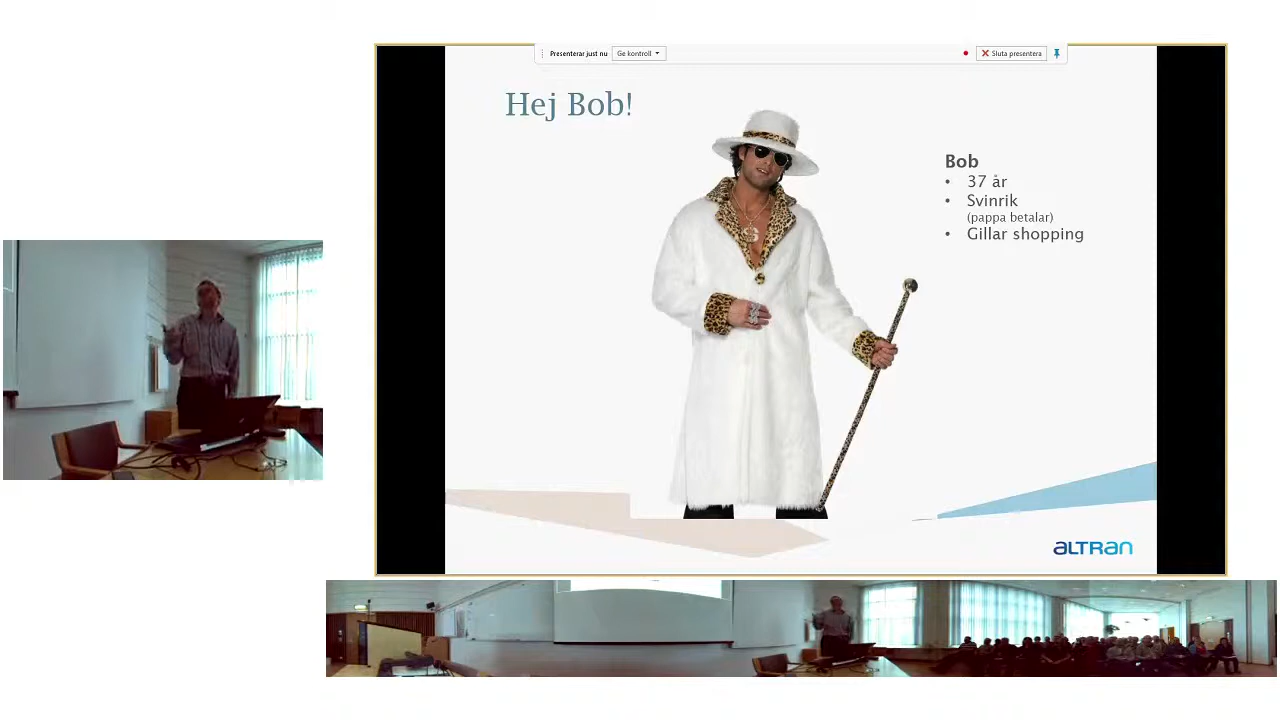 Presenterar just nu
Ge kontroll
Sluta presentera
Hej Bob!
Bob
• 37 år
• Svinrik
(pappa betalar)
• Gillar shopping
altran